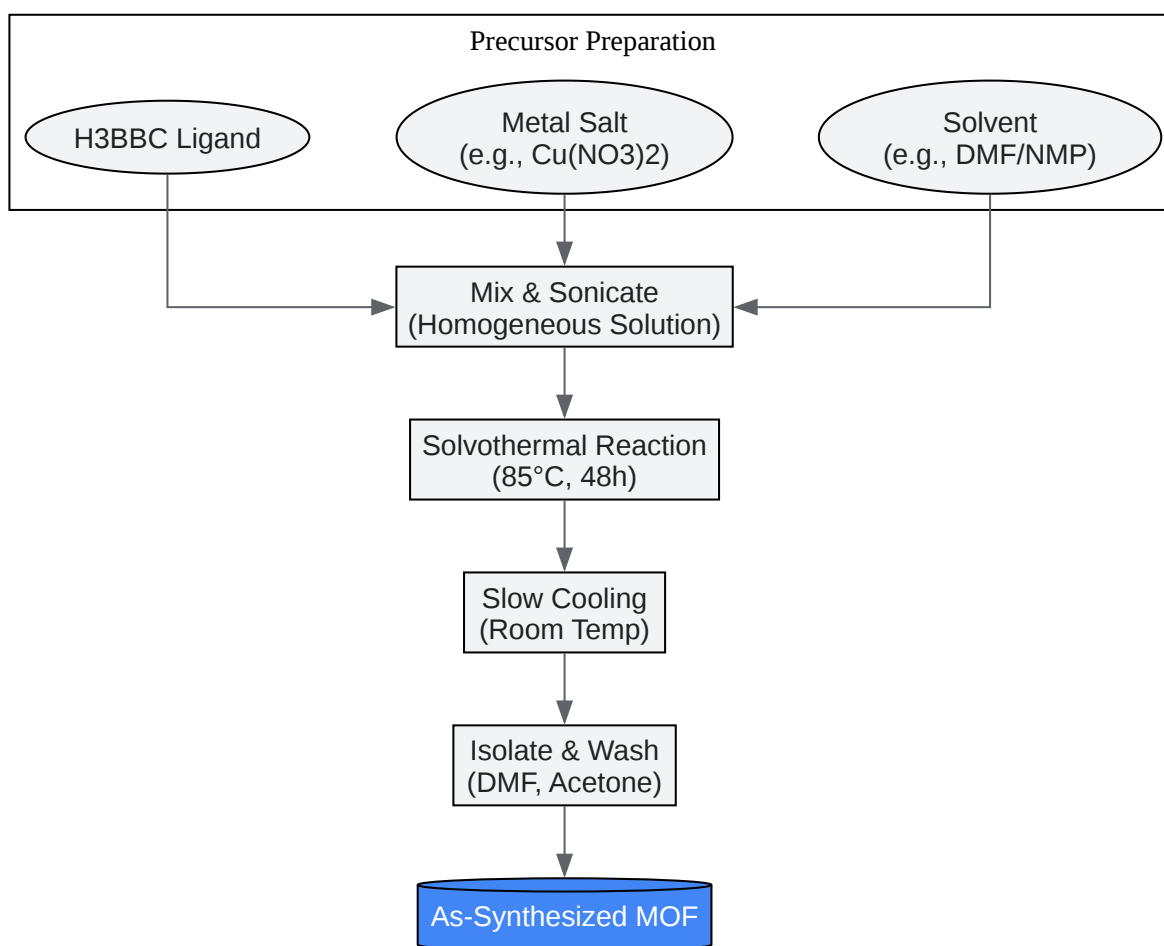 Precursor Preparation
H3BBC Ligand
Metal Salt
(e.g., Cu(NO3)2)
Solvent
(e.g., DMF/NMP)
Mix & Sonicate
(Homogeneous Solution)
Solvothermal Reaction
(85°C, 48h)
Slow Cooling
(Room Temp)
Isolate & Wash
(DMF, Acetone)
As-Synthesized MOF